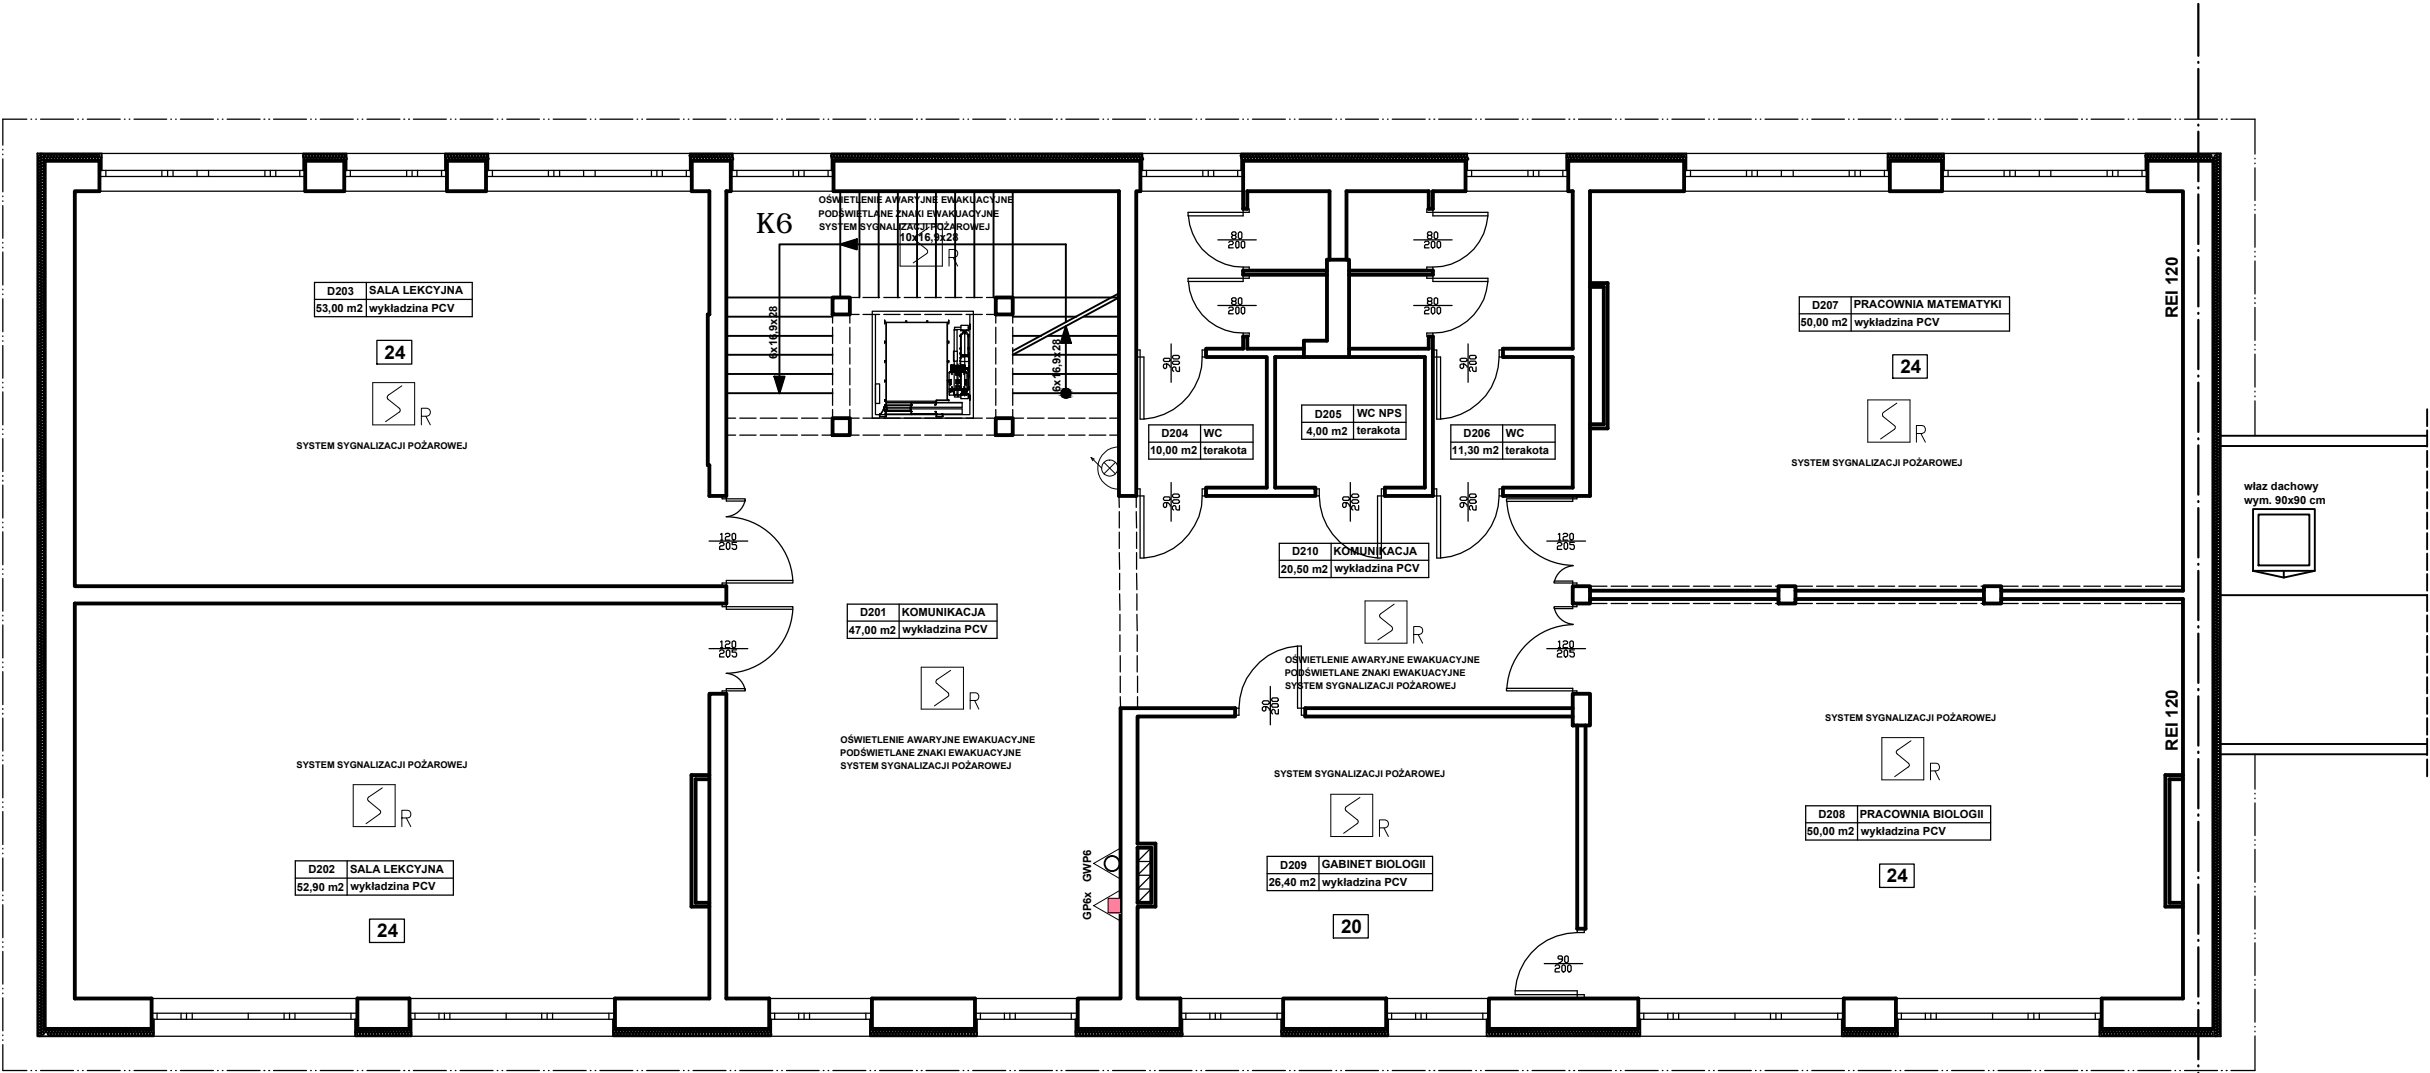 OŚWIETLENIE AWARYJNE EWAKUACYJNE
PODŚWIETLANE ZNAKI EWAKUACYJNE
SYSTEM SYGNALIZACJI POŻAROWEJ
K6
10x16,9x28
R
6x16,9x28
6x16,9x28
D203 SALA LEKCYJNA
53,00 m2 wykładzina PCV
24
R
SYSTEM SYGNALIZACJI POŻAROWEJ
80
200
80
200
80
200
80
200
90
200
90
200
D204 WC
10,00 m2 terakota
D205 WC NPS
4,00 m2 terakota
D206 WC
11,30 m2 terakota
90
200
90
200
90
200
D207 PRACOWNIA MATEMATYKI
50,00 m2 wykładzina PCV
24
R
SYSTEM SYGNALIZACJI POŻAROWEJ
REI 120
właz dachowy
wym. 90x90 cm
120
205
120
205
120
205
120
205
D210 KOMUNIKACJA
20,50 m2 wykładzina PCV
R
OŚWIETLENIE AWARYJNE EWAKUACYJNE
PODŚWIETLANE ZNAKI EWAKUACYJNE
SYSTEM SYGNALIZACJI POŻAROWEJ
90
200
D201 KOMUNIKACJA
47,00 m2 wykładzina PCV
R
OŚWIETLENIE AWARYJNE EWAKUACYJNE
PODŚWIETLANE ZNAKI EWAKUACYJNE
SYSTEM SYGNALIZACJI POŻAROWEJ
SYSTEM SYGNALIZACJI POŻAROWEJ
R
D202 SALA LEKCYJNA
52,90 m2 wykładzina PCV
24
GWP6
GP6x
SYSTEM SYGNALIZACJI POŻAROWEJ
R
D209 GABINET BIOLOGII
26,40 m2 wykładzina PCV
20
90
200
REI 120
SYSTEM SYGNALIZACJI POŻAROWEJ
R
D208 PRACOWNIA BIOLOGII
50,00 m2 wykładzina PCV
24